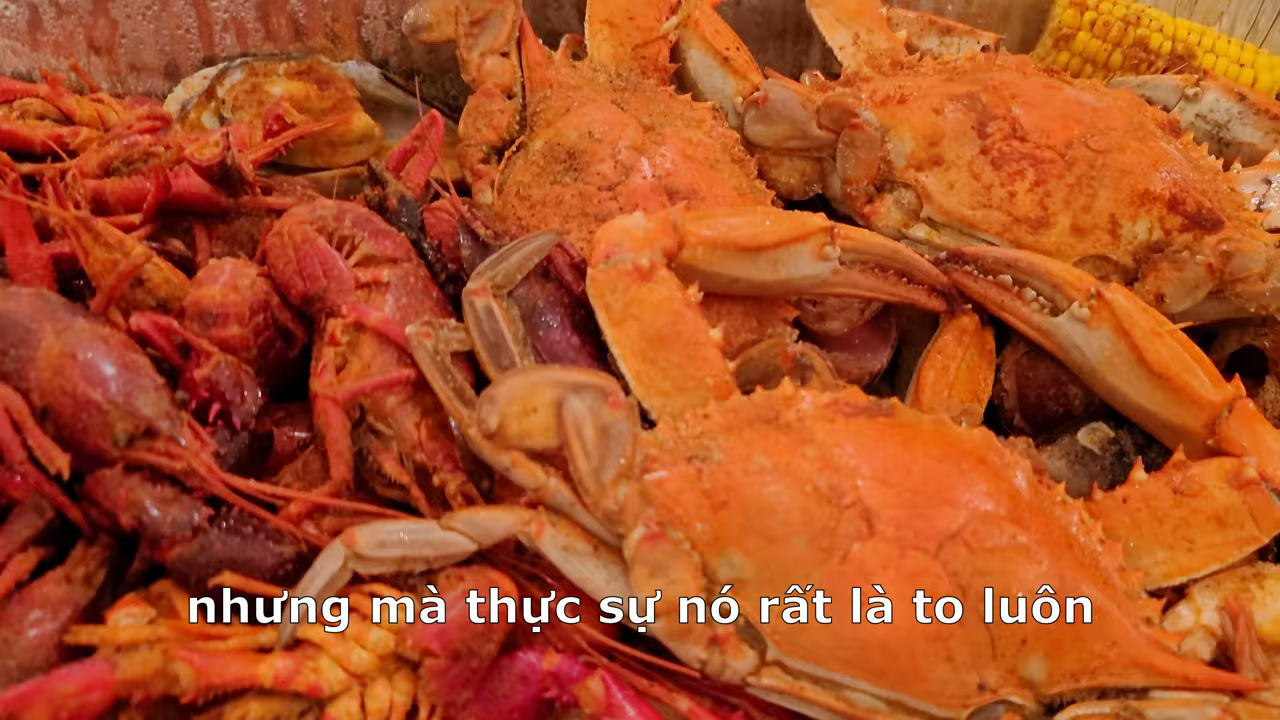 nhưng mà thực sự nó rất là to luôn